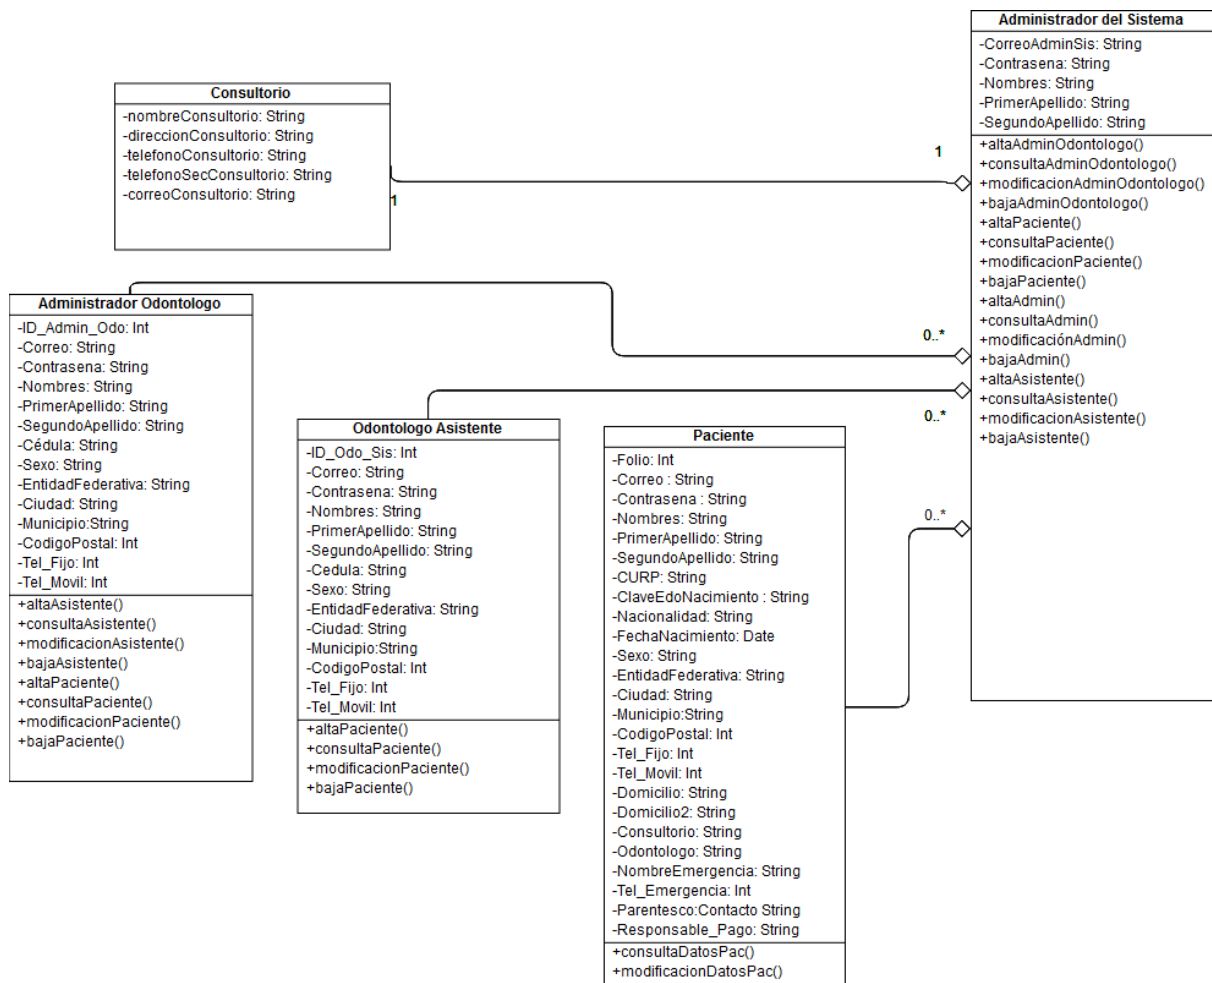 Administrador del Sistema
-CorreoAdminSis: String
-Contrasena: String
-Nombres: String
-PrimerApellido: String
-SegundoApellido: String
+altaAdminOdontologo()
+consultaAdminOdontologo()
+modificacionAdminOdontologo()
+bajaAdminOdontologo()
+altaPaciente()
+consultaPaciente()
+modificacionPaciente()
+bajaPaciente()
+altaAdmin()
+consultaAdmin()
+modificaciónAdmin()
+bajaAdmin()
+altaAsistente()
+consultaAsistente()
+modificacionAsistente()
+bajaAsistente()
Consultorio
-nombreConsultorio: String
-direccionConsultorio: String
-telefonoConsultorio: String
-telefonoSecConsultorio: String
-correoConsultorio: String
1
1
0..*
0..*
0..*
Administrador Odontologo
-ID_Admin_Odo: Int
-Correo: String
-Contrasena: String
-Nombres: String
-PrimerApellido: String
-SegundoApellido: String
-Cédula: String
-Sexo: String
-EntidadFederativa: String
-Ciudad: String
-Municipio:String
-CodigoPostal: Int
-Tel_Fijo: Int
-Tel_Movil: Int
+altaAsistente()
+consultaAsistente()
+modificacionAsistente()
+bajaAsistente()
+altaPaciente()
+consultaPaciente()
+modificacionPaciente()
+bajaPaciente()
Odontologo Asistente
-ID_Odo_Sis: Int
-Correo: String
-Contrasena: String
-Nombres: String
-PrimerApellido: String
-SegundoApellido: String
-Cedula: String
-Sexo: String
-EntidadFederativa: String
-Ciudad: String
-Municipio:String
-CodigoPostal: Int
-Tel_Fijo: Int
-Tel_Movil: Int
+altaPaciente()
+consultaPaciente()
+modificacionPaciente()
+bajaPaciente()
Paciente
-Folio: Int
-Correo : String
-Contrasena : String
-Nombres: String
-PrimerApellido: String
-SegundoApellido: String
-CURP: String
-ClaveEdoNacimiento : String
-Nacionalidad: String
-FechaNacimiento: Date
-Sexo: String
-EntidadFederativa: String
-Ciudad: String
-Municipio:String
-CodigoPostal: Int
-Tel_Fijo: Int
-Tel_Movil: Int
-Domicilio: String
-Domicilio2: String
-Consultorio: String
-Odontologo: String
-NombreEmergencia: String
-Tel_Emergencia: Int
-Parentesco:Contacto String
-Responsable_Pago: String
+consultaDatosPac()
+modificacionDatosPac()